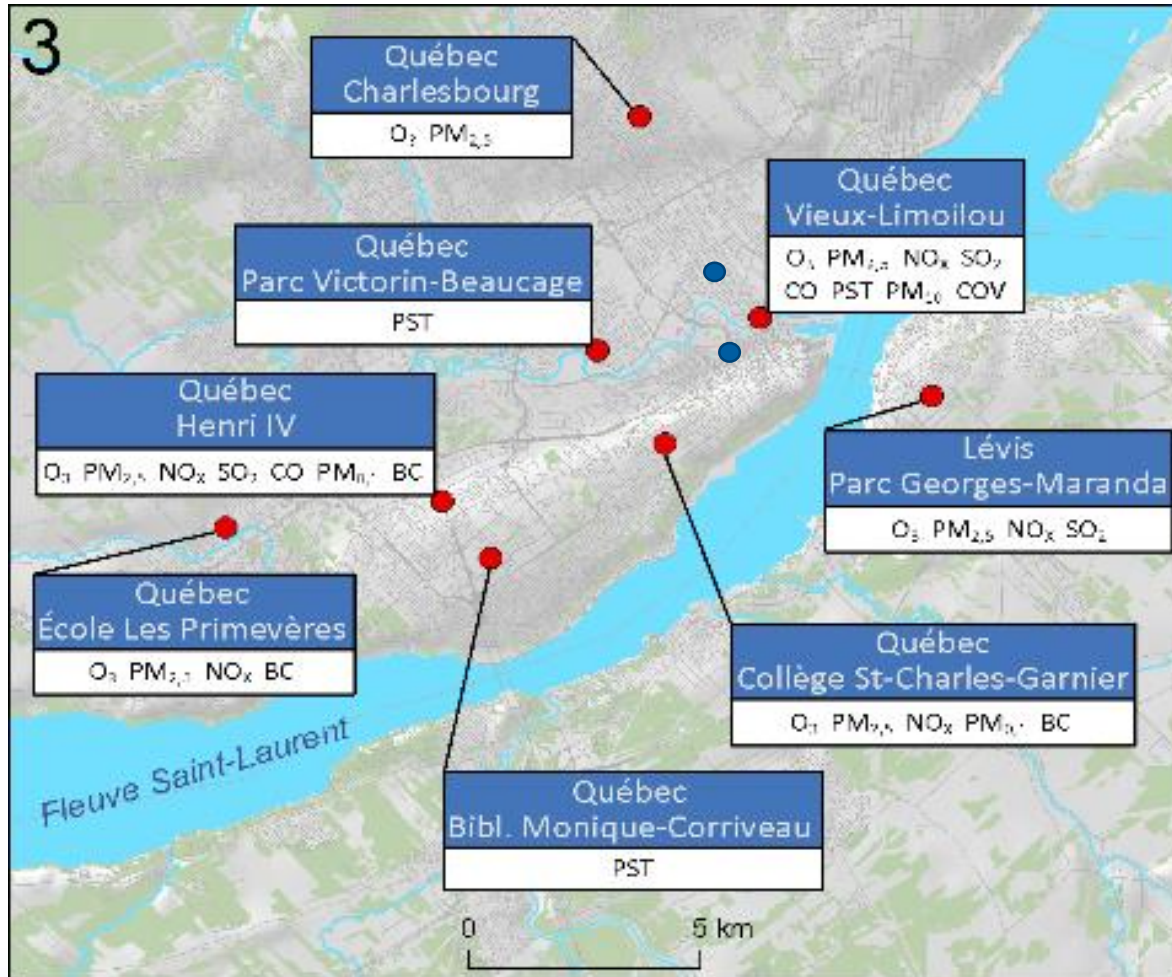 3
Québec
Charlesbourg
O₃ PM₂,₅
Québec
Vieux-Limoilou
O₃ PM₂,₅ NOₓ SO₂
CO PST PM₁₀ COV
Québec
Parc Victorin-Beaucage
PST
Québec
Henri IV
O₃ PM₂,₅ NOₓ SO₂ CO BC
Lévis
Parc Georges-Maranda
O₃ PM₂,₅ NOₓ SO₂
Québec
École Les Primevères
O₃ PM₂,₅ NOₓ BC
Québec
Collège St-Charles-Garnier
O₃ PM₂,₅ NOₓ BC
Fleuve Saint-Laurent
Québec
Bibl. Monique-Corriveau
PST
0 5 km